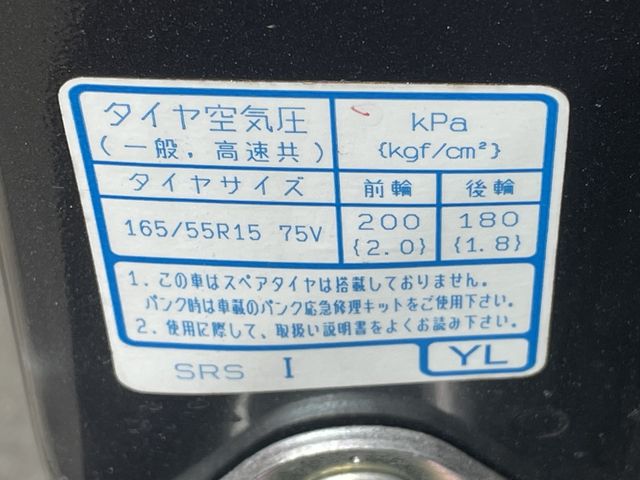 タイヤ空気圧
(一般, 高速共)
kPa
{kgf/cm²}
タイヤサイズ 前輪 後輪
165/55R15 75V 200 180
{2.0} {1.8}
1. この車はスペアタイヤは搭載しておりません。
パンク時は車載のパンク応急修理キットをご使用下さい。
2. 使用に際して、取扱い説明書をよくお読み下さい。
SRS I YL